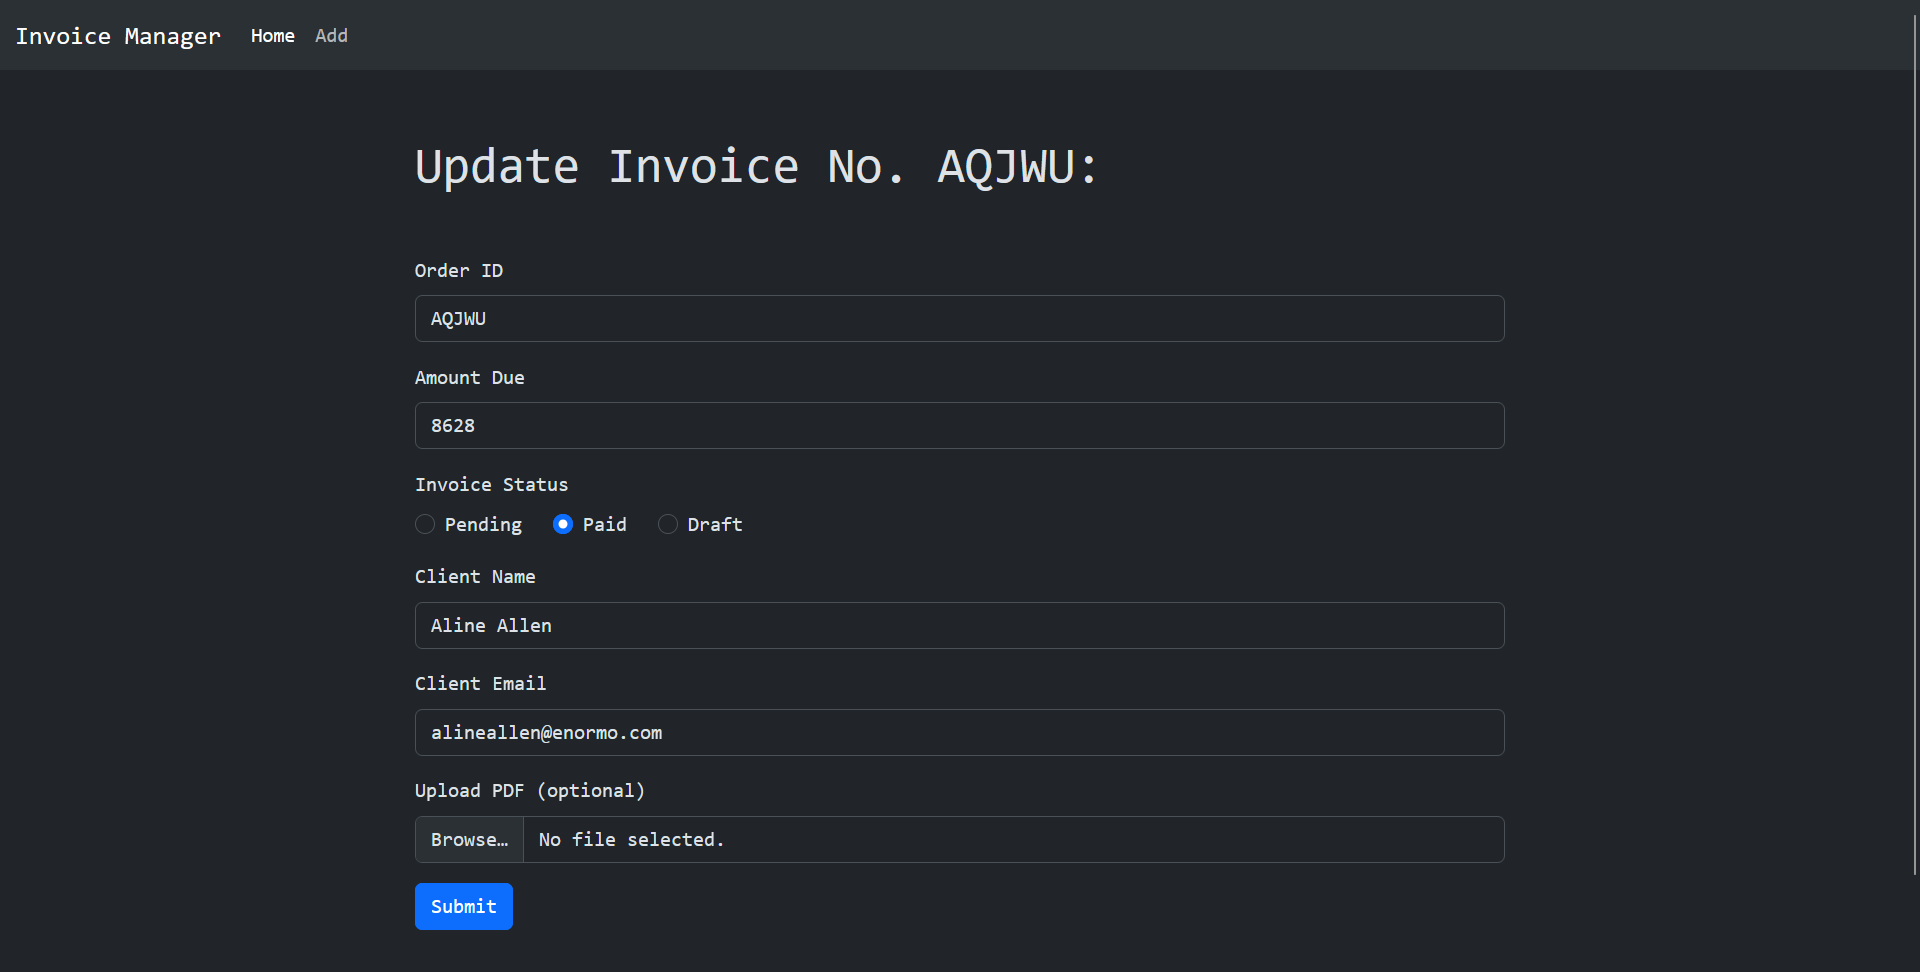 Invoice Manager Home Add
Update Invoice No. AQJWU:
Order ID
AQJWU
Amount Due
8628
Invoice Status
Pending Paid Draft
Client Name
Aline Allen
Client Email
alineallen@enormo.com
Upload PDF (optional)
Browse… No file selected.
Submit